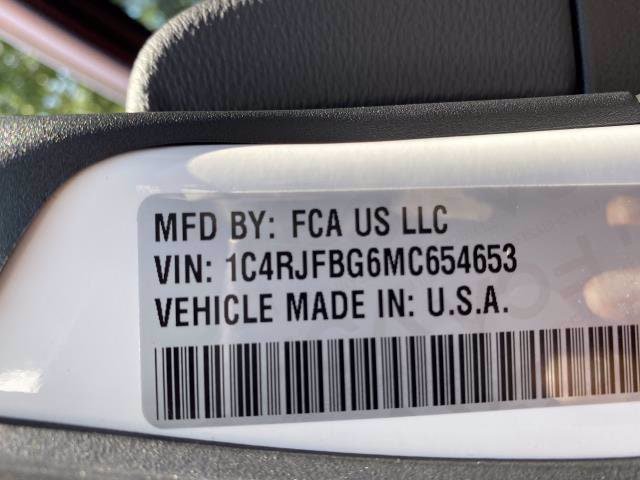 MFD BY: FCA US LLC
VIN: 1C4RJFBG6MC654653
VEHICLE MADE IN: U.S.A.